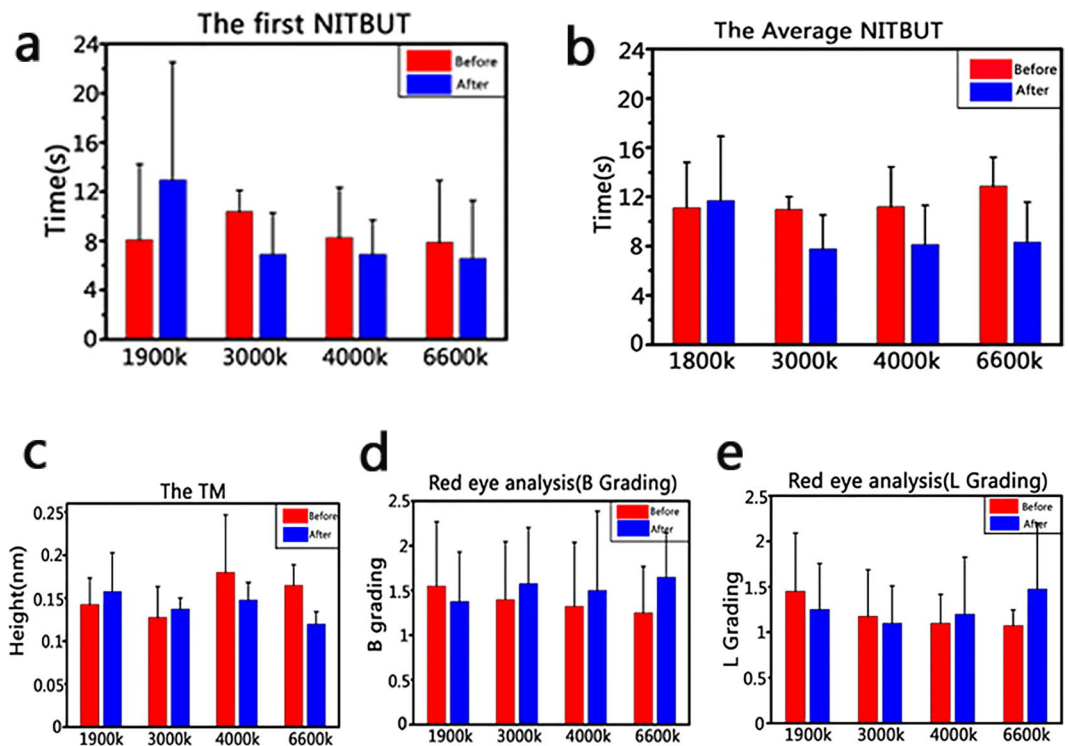 a
The first NITBUT
Time(s)
24
20
16
12
8
4
0
Before
After
1900k 3000k 4000k 6600k
b
The Average NITBUT
Time(s)
24
20
16
12
8
4
0
Before
After
1800k 3000k 4000k 6600k
c
The TM
Height(nm)
0.25
0.2
0.15
0.1
0.05
0
Before
After
1900k 3000k 4000k 6600k
d
Red eye analysis(B Grading)
B grading
2.5
2
1.5
1
0.5
0
Before
After
1900k 3000k 4000k 6600k
e
Red eye analysis(L Grading)
L Grading
2.5
2
1.5
1
0.5
0
Before
After
1900k 3000k 4000k 6600k